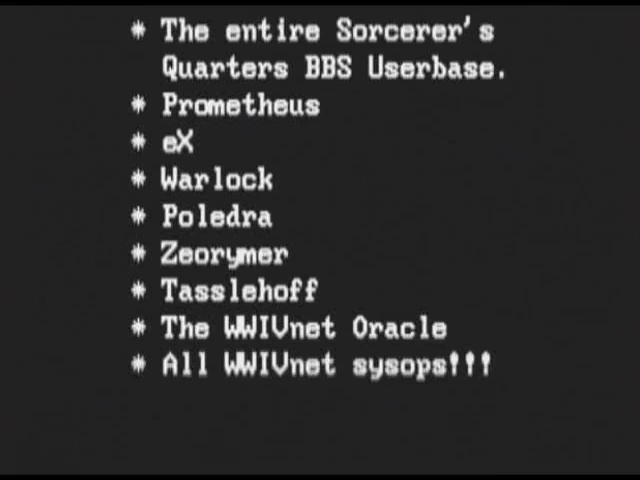 * The entire Sorcerer's
Quarters BBS Userbase.
* Prometheus
* eX
* Warlock
* Poledra
* Zeorymer
* Tasslehoff
* The WWIVnet Oracle
* All WWIVnet sysops!!!